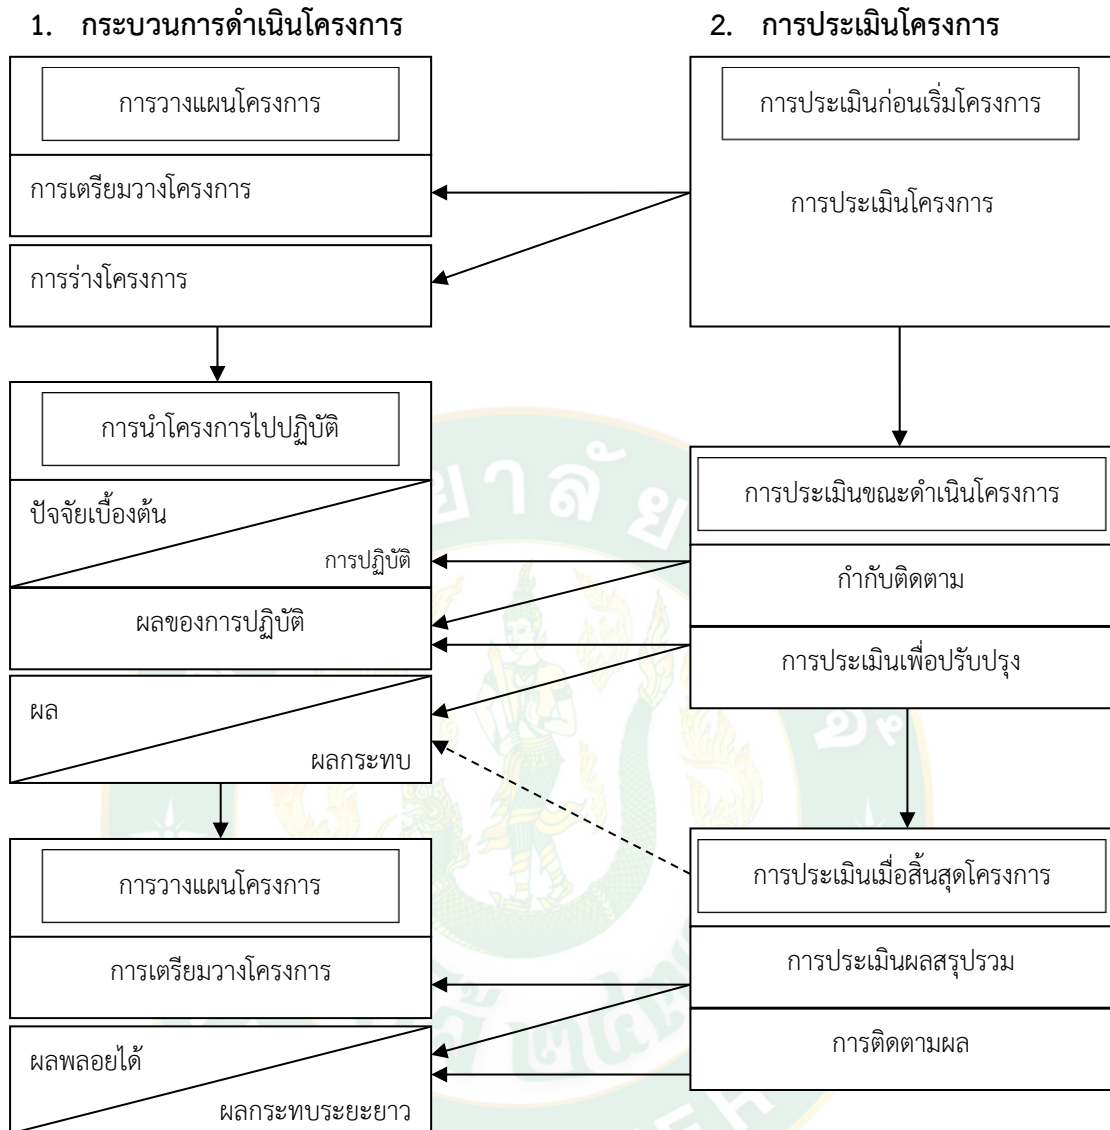 1. กระบวนการดำเนินโครงการ
2. การประเมินโครงการ
การวางแผนโครงการ
การเตรียมวางโครงการ
การร่างโครงการ
การประเมินก่อนเริ่มโครงการ
การประเมินโครงการ
การนำโครงการไปปฏิบัติ
ปัจจัยเบื้องต้น
การปฏิบัติ
ผลของการปฏิบัติ
ผล
ผลกระทบ
การประเมินขณะดำเนินโครงการ
กำกับติดตาม
การประเมินเพื่อปรับปรุง
การวางแผนโครงการ
การเตรียมวางโครงการ
ผลพลอยได้
ผลกระทบระยะยาว
การประเมินเมื่อสิ้นสุดโครงการ
การประเมินผลสรุปรวม
การติดตามผล